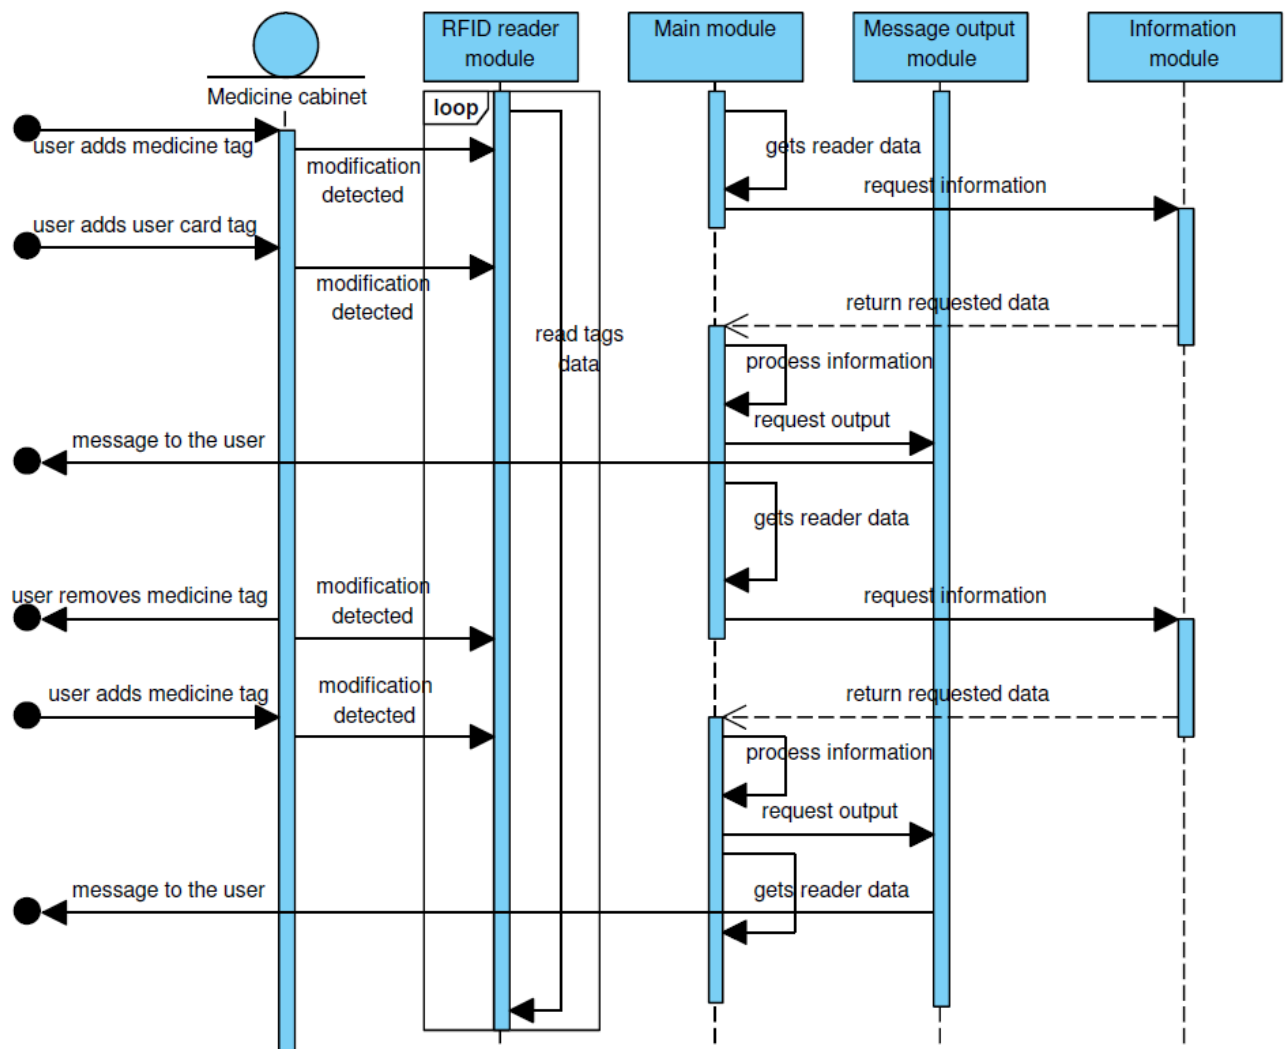 RFID reader
module
Main module
Message output
module
Information
module
Medicine cabinet
loop
user adds medicine tag
modification
detected
gets reader data
request information
user adds user card tag
modification
detected
return requested data
read tags
data
process information
request output
message to the user
gets reader data
user removes medicine tag
modification
detected
request information
user adds medicine tag
modification
detected
return requested data
process information
request output
message to the user
gets reader data